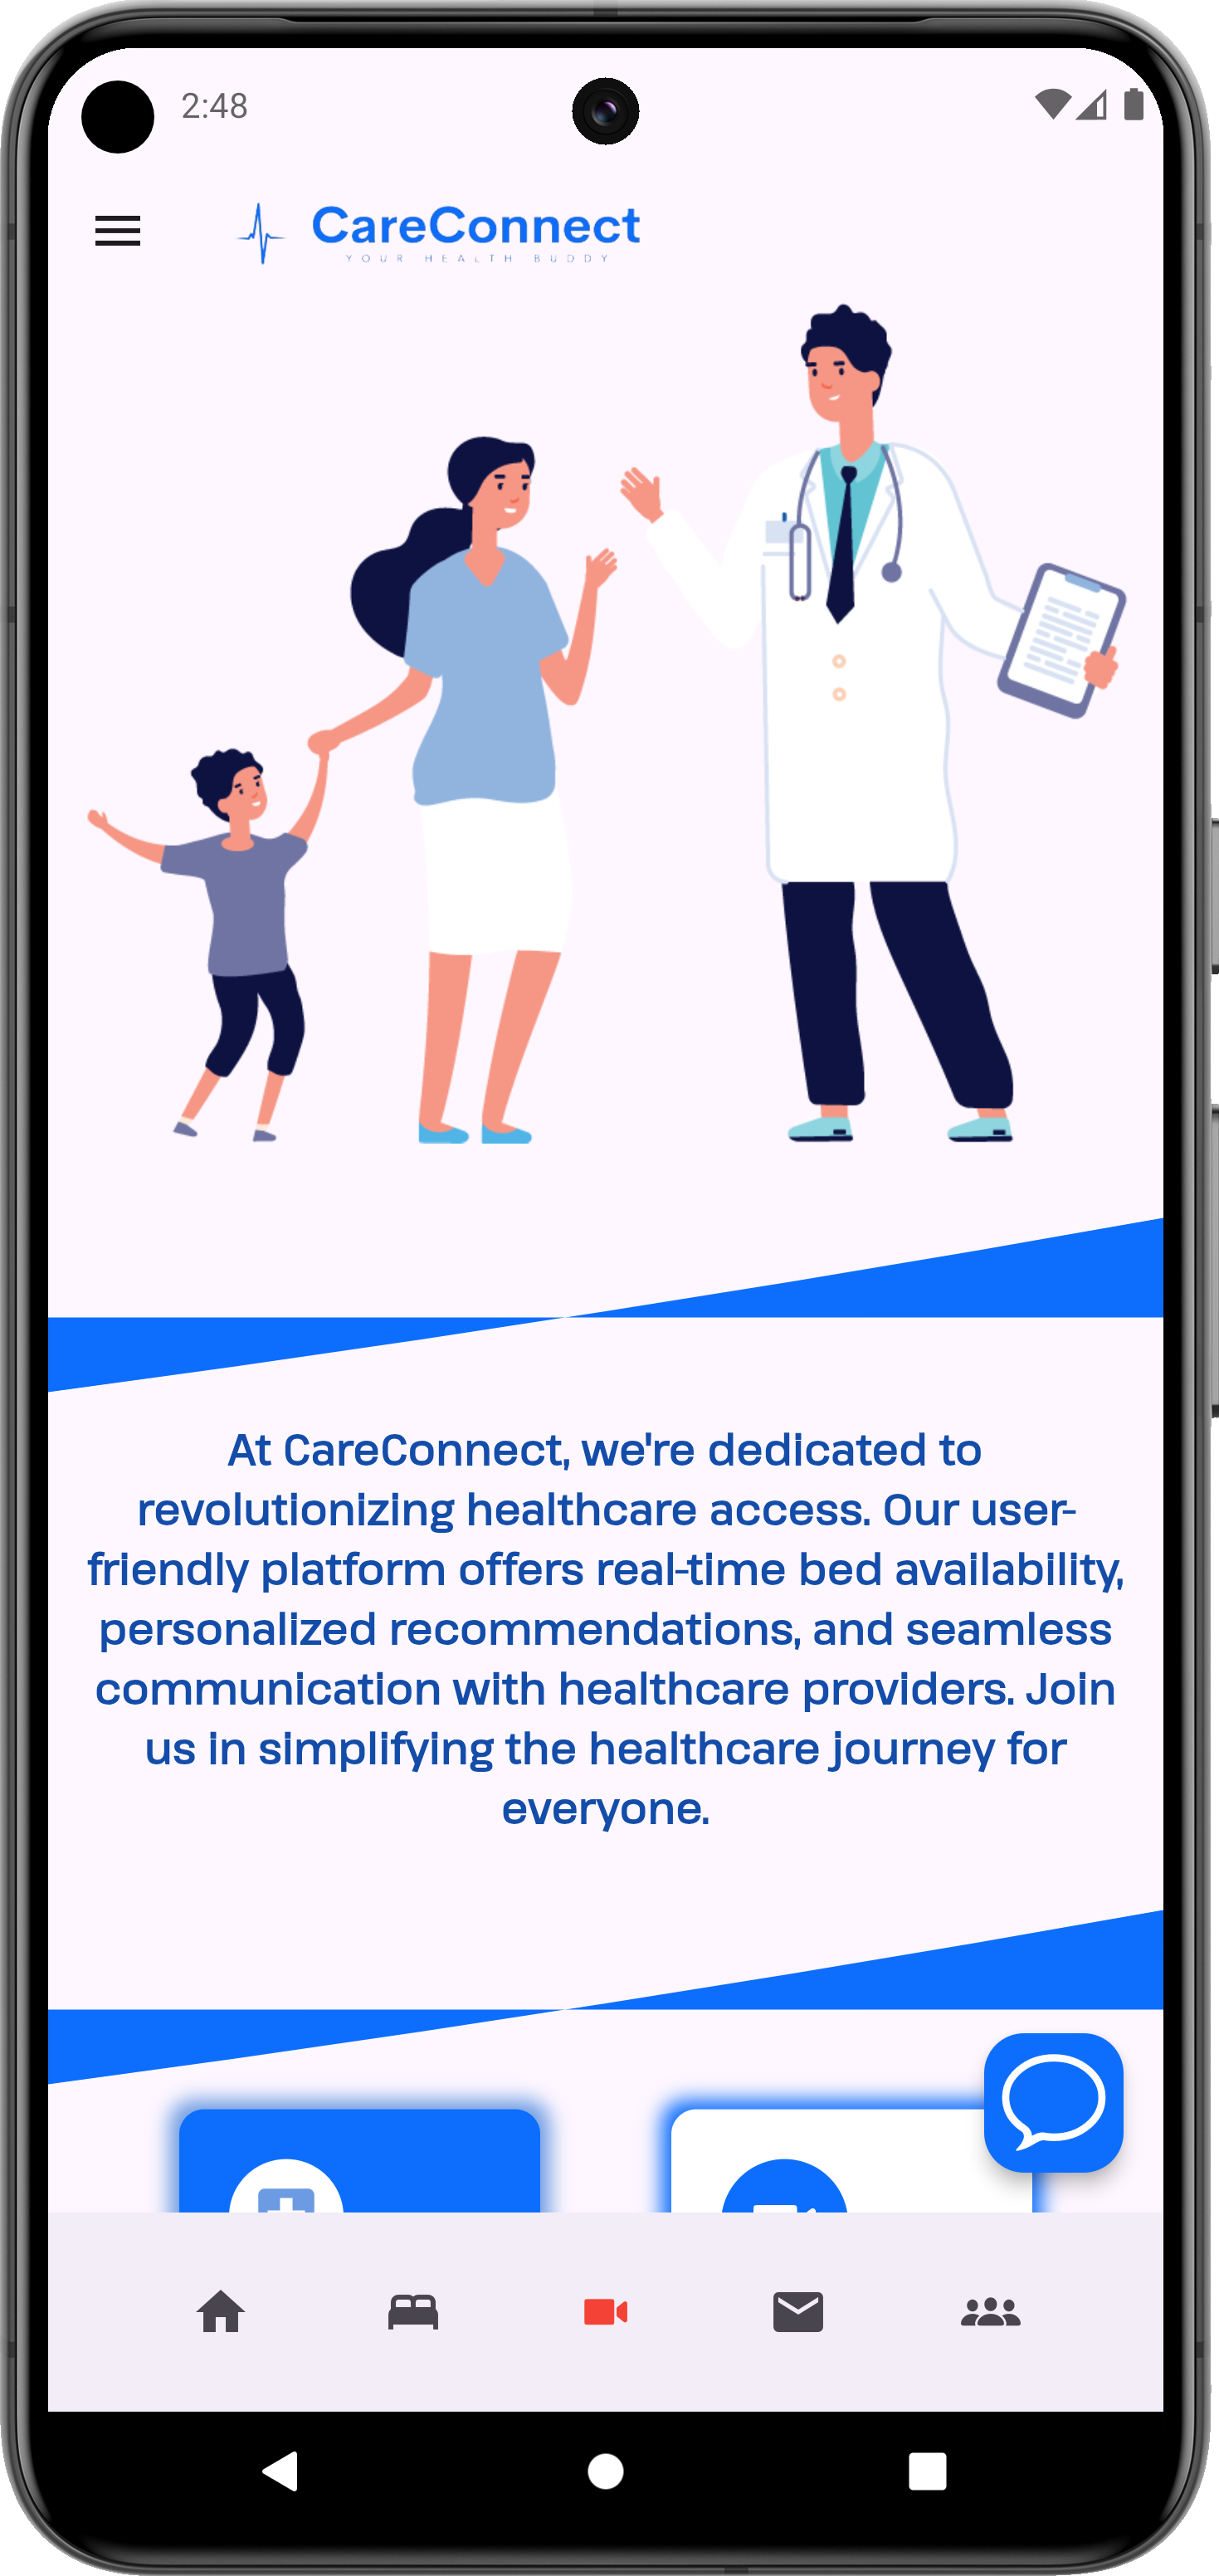 2:48
CareConnect
YOUR HEALTH BUDDY
At CareConnect, we're dedicated to
revolutionizing healthcare access. Our user-
friendly platform offers real-time bed availability,
personalized recommendations, and seamless
communication with healthcare providers. Join
us in simplifying the healthcare journey for
everyone.